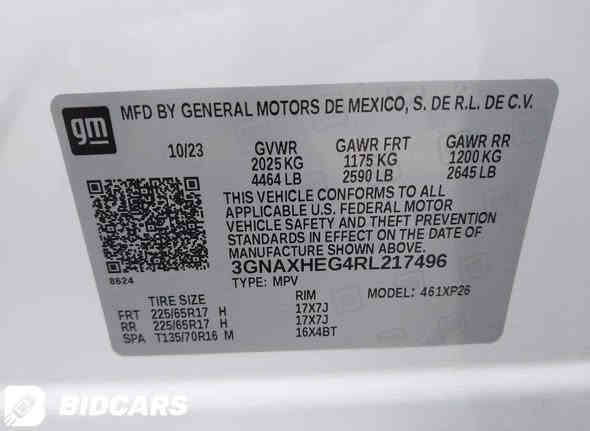 gm
MFD BY GENERAL MOTORS DE MEXICO, S. DE R.L. DE C.V.
10/23 GVWR GAWR FRT GAWR RR
2025 KG 1175 KG 1200 KG
4464 LB 2590 LB 2645 LB
THIS VEHICLE CONFORMS TO ALL
APPLICABLE U.S. FEDERAL MOTOR
VEHICLE SAFETY AND THEFT PREVENTION
STANDARDS IN EFFECT ON THE DATE OF
MANUFACTURE SHOWN ABOVE.
8624
3GNAXHEG4RL217496
TYPE: MPV MODEL: 461XP26
TIRE SIZE RIM
FRT 225/65R17 H 17X7J
RR 225/65R17 H 17X7J
SPA T135/70R16 M 16X4BT
BIDCARS